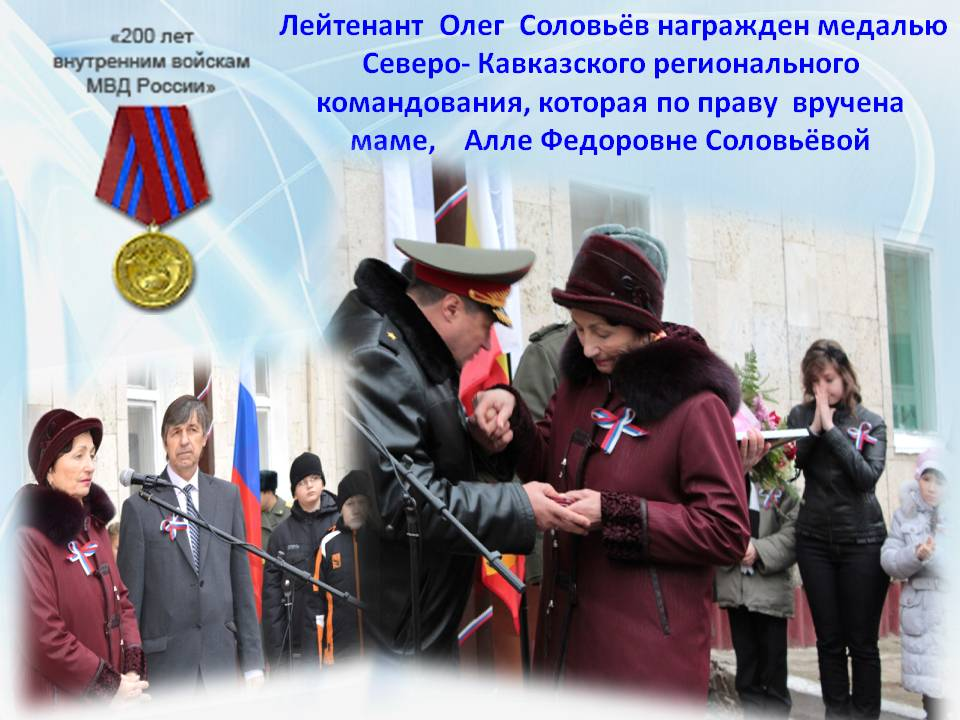 «200 лет
внутренним войскам
МВД России»
Лейтенант Олег Соловьёв награжден медалью
Северо- Кавказского регионального
командования, которая по праву вручена
маме, Алле Федоровне Соловьёвой